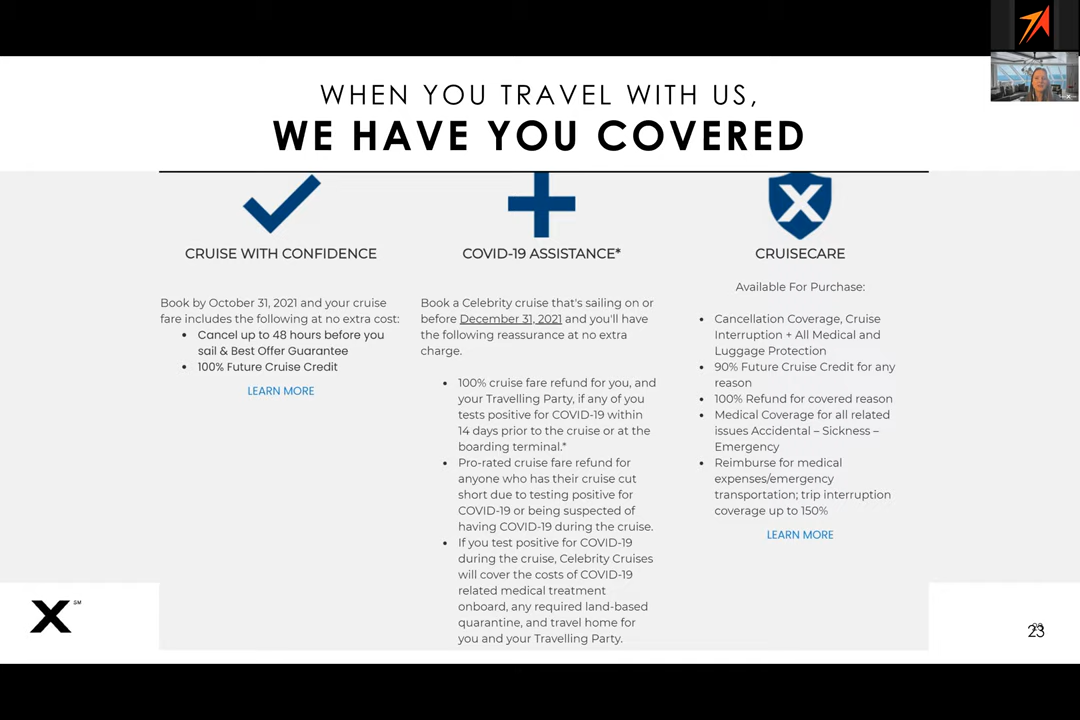 WHEN YOU TRAVEL WITH US,
WE HAVE YOU COVERED
CRUISE WITH CONFIDENCE
Book by October 31, 2021 and your cruise
fare includes the following at no extra cost:
• Cancel up to 48 hours before you
sail & Best Offer Guarantee
• 100% Future Cruise Credit
LEARN MORE
COVID-19 ASSISTANCE*
Book a Celebrity cruise that's sailing on or
before December 31, 2021 and you'll have
the following reassurance at no extra
charge.
• 100% cruise fare refund for you, and
your Travelling Party, if any of you
tests positive for COVID-19 within
14 days prior to the cruise or at the
boarding terminal.*
• Pro-rated cruise fare refund for
anyone who has their cruise cut
short due to testing positive for
COVID-19 or being suspected of
having COVID-19 during the cruise.
• If you test positive for COVID-19
during the cruise, Celebrity Cruises
will cover the costs of COVID-19
related medical treatment
onboard, any required land-based
quarantine, and travel home for
you and your Travelling Party.
CRUISECARE
Available For Purchase:
• Cancellation Coverage, Cruise
Interruption + All Medical and
Luggage Protection
• 90% Future Cruise Credit for any
reason
• 100% Refund for covered reason
• Medical Coverage for all related
issues Accidental – Sickness –
Emergency
• Reimburse for medical
expenses/emergency
transportation; trip interruption
coverage up to 150%
LEARN MORE
X SM
23